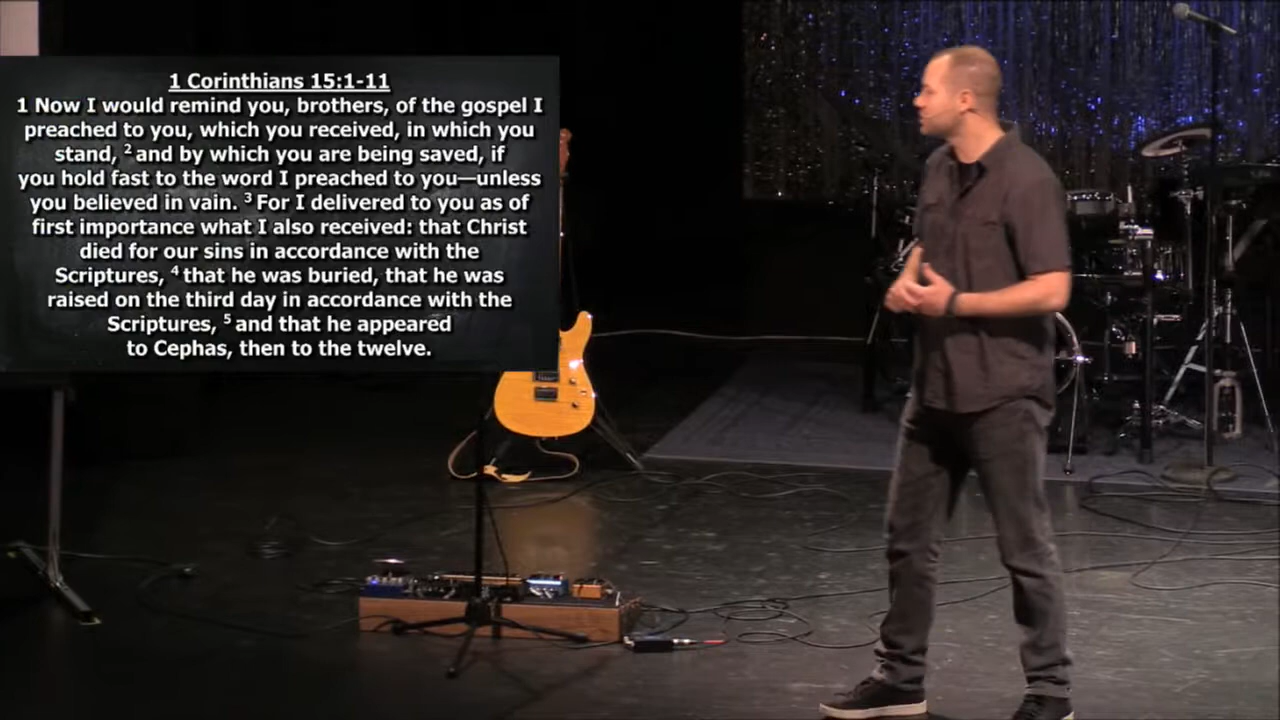 1 Corinthians 15:1-11
1 Now I would remind you, brothers, of the gospel I
preached to you, which you received, in which you
stand, 2 and by which you are being saved, if
you hold fast to the word I preached to you—unless
you believed in vain. 3 For I delivered to you as of
first importance what I also received: that Christ
died for our sins in accordance with the
Scriptures, 4 that he was buried, that he was
raised on the third day in accordance with the
Scriptures, 5 and that he appeared
to Cephas, then to the twelve.